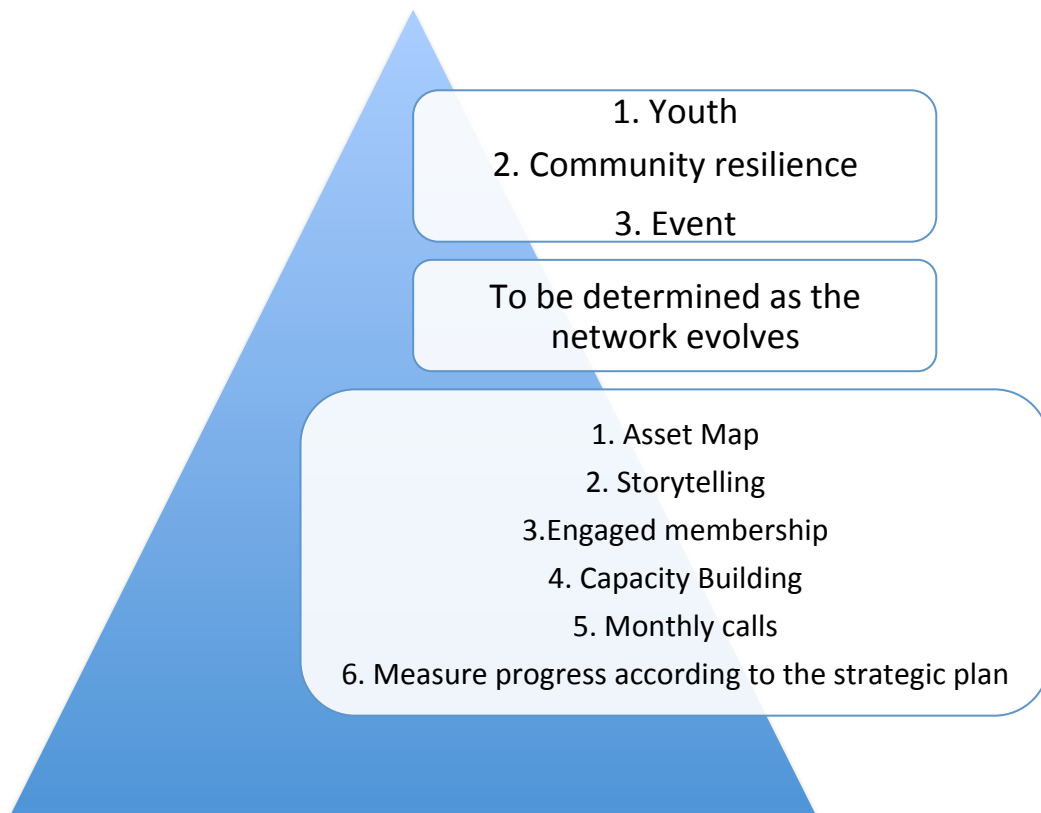 1. Youth
2. Community resilience
3. Event
To be determined as the
network evolves
1. Asset Map
2. Storytelling
3.Engaged membership
4. Capacity Building
5. Monthly calls
6. Measure progress according to the strategic plan